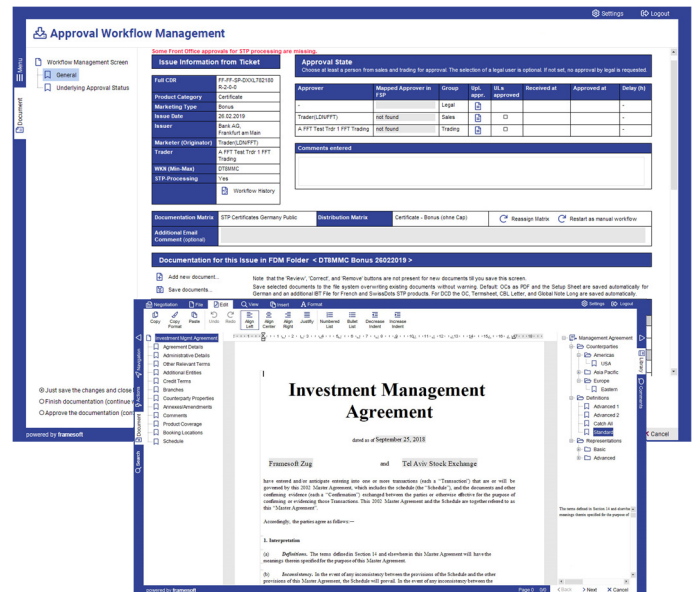 Settings Logout
Approval Workflow Management
Menu
Document
Workflow Management Screen
General
Underlying Approval Status
Some Front Office approvals for STP processing are missing.
Issue Information from Ticket
Full CDR FF-FF-SP-DXXL782188 R-2-0-0
Product Category Certificate
Marketing Type Bonus
Issue Date 26.02.2019
Issuer Bank AG, Frankfurt am Main
Marketer (Originator) Trader(LDN/FFT)
Trader A FFT Test Trdr 1 FFT Trading
WKN (Min-Max) DT8MMC
STP-Processing Yes
Workflow History
Approval State
Choose at least a person from sales and trading for approval. The selection of a legal user is optional. If not set, no approval by legal is requested.
Approver Mapped Approver in FSP Group Upl. appr. ULs approved Received at Approved at Delay (h)
- Legal -
Trader(LDN/FFT) not found Sales -
A FFT Test Trdr 1 FFT Trading not found Trading -
Comments entered
Documentation Matrix STP Certificates Germany Public Distribution Matrix Certificate - Bonus (ohne Cap) Reassign Matrix Restart as manual workflow
Additional Email Comment (optional)
Documentation for this Issue in FDM Folder < DT8MMC Bonus 26022019 >
Add new document...
Save documents...
Note that the 'Review', 'Correct', and 'Remove' buttons are not present for new documents till you save this screen.
Save selected documents to the file system overwriting existing documents without warning. Default: OCs as PDF and the Setup Sheet are saved automatically for
German and an additional IBT File for French and SwissDots STP products. For DCD the OC, Termsheet, CBL Letter, and Global Note Long are saved automatically.
Just save the changes and close
Finish documentation (continue
Approve the documentation (con
powered by framesoft
Cancel
Negotiation File Edit View Insert Format Settings Logout
Copy Copy Format Paste Undo Redo Align Left Align Center Align Right Justify Numbered List Bullet List Decrease Indent Increase Indent
Navigation
Actions
Document
Search
Investment Mgmt Agreement
Agreement Details
Administrative Details
Other Relevant Terms
Additional Entities
Credit Terms
Branches
Counterparty Properties
Annexes/Amendments
Comments
Product Coverage
Booking Locations
Schedule
Investment Management
Agreement
dated as of September 25, 2018
Framesoft Zug and Tel Aviv Stock Exchange
have entered and/or anticipate entering into one or more transactions (each a "Transaction") that are or will be
governed by this 2002 Master Agreement, which includes the schedule (the "Schedule"), and the documents and other
confirming evidence (each a "Confirmation") exchanged between the parties or otherwise effective for the purpose of
confirming or evidencing those Transactions. This 2002 Master Agreement and the Schedule are together referred to as
this "Master Agreement".
Accordingly, the parties agree as follows:—
1. Interpretation
(a) Definitions. The terms defined in Section 14 and elsewhere in this Master Agreement will have the
meanings therein specified for the purpose of this Master Agreement.
(b) Inconsistency. In the event of any inconsistency between the provisions of the Schedule and the other
provisions of this Master Agreement, the Schedule will prevail. In the event of any inconsistency between the
Management Agreement
Counterparties
Americas
USA
Asia Pacific
Europe
Eastern
Definitions
Advanced 1
Advanced 2
Catch All
Standard
Representations
Basic
Advanced
Library
Comments
The terms defined in Section 14 and elsewhere
meanings therein specified for the purpose of
powered by framesoft
Page 0 0/0 < Back > Next Cancel